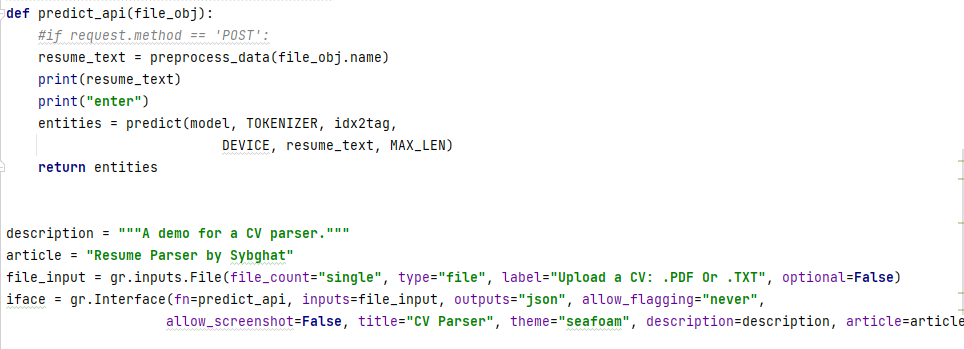 def predict_api(file_obj):
    #if request.method == 'POST':
    resume_text = preprocess_data(file_obj.name)
    print(resume_text)
    print("enter")
    entities = predict(model, TOKENIZER, idx2tag,
                           DEVICE, resume_text, MAX_LEN)
    return entities
description = """A demo for a CV parser."""
article = "Resume Parser by Sybghat"
file_input = gr.inputs.File(file_count="single", type="file", label="Upload a CV: .PDF Or .TXT", optional=False)
iface = gr.Interface(fn=predict_api, inputs=file_input, outputs="json", allow_flagging="never",
                    allow_screenshot=False, title="CV Parser", theme="seafoam", description=description, article=article